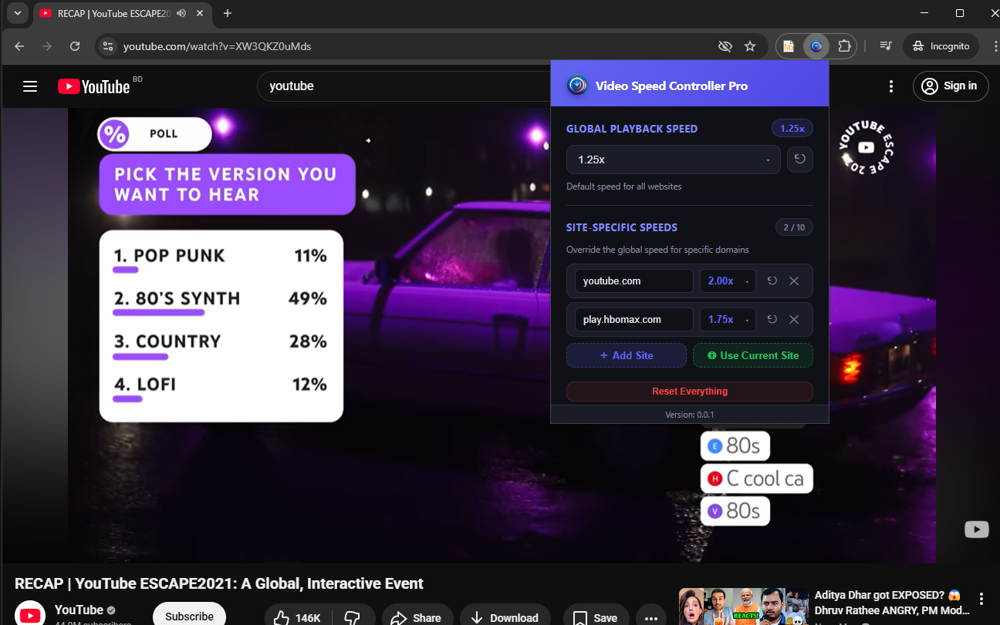 RECAP | YouTube ESCAPE20
youtube.com/watch?v=XW3QKZ0uMds
Incognito
YouTube BD
youtube
Sign in
Video Speed Controller Pro
GLOBAL PLAYBACK SPEED
1.25x
1.25x
Default speed for all websites
SITE-SPECIFIC SPEEDS
2 / 10
Override the global speed for specific domains
youtube.com
2.00x
play.hbomax.com
1.75x
+ Add Site
Use Current Site
Reset Everything
Version: 0.0.1
% POLL
PICK THE VERSION YOU
WANT TO HEAR
1. POP PUNK 11%
2. 80'S SYNTH 49%
3. COUNTRY 28%
4. LOFI 12%
YOUTUBE ESCAPE 2021
E 80s
H C cool ca
V 80s
RECAP | YouTube ESCAPE2021: A Global, Interactive Event
YouTube
Subscribe
146K
Share
Download
Save
REACTS!
Aditya Dhar got EXPOSED? 😱
Dhruv Rathee ANGRY, PM Mod...